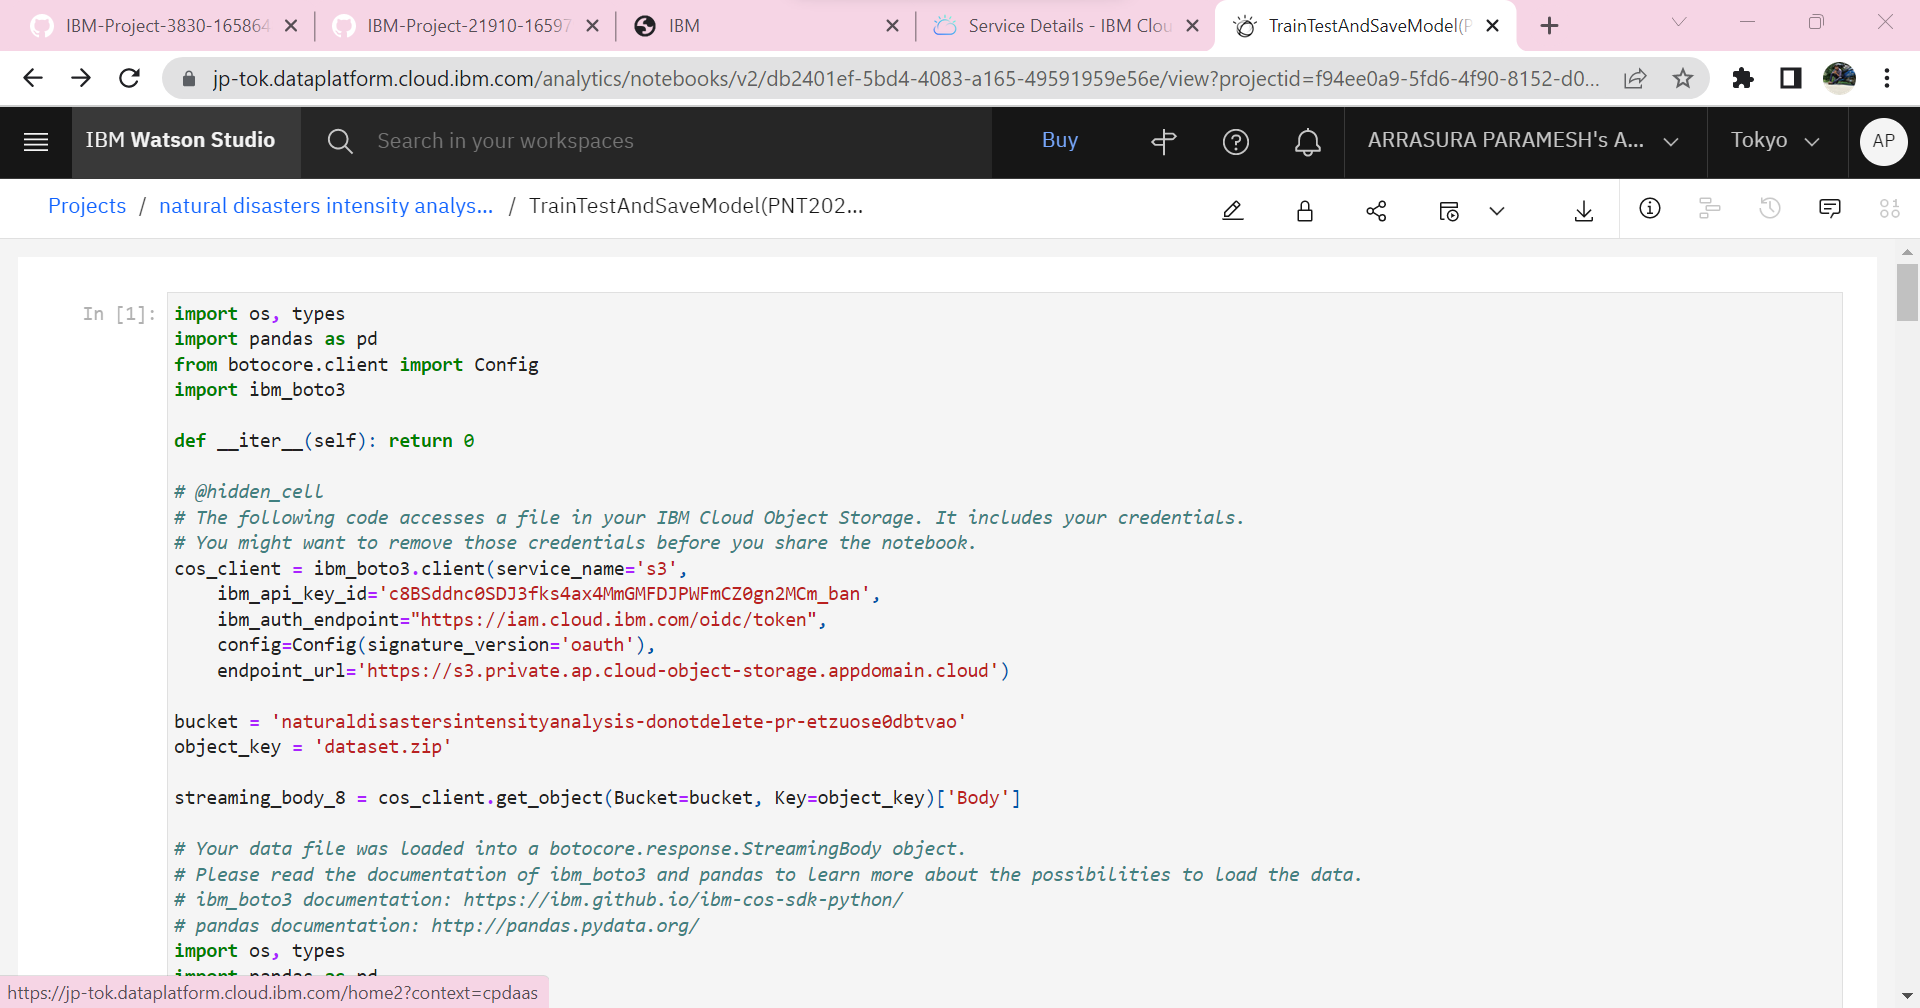 IBM-Project-3830-165864
IBM-Project-21910-16597
IBM
Service Details - IBM Clou
TrainTestAndSaveModel(P
jp-tok.dataplatform.cloud.ibm.com/analytics/notebooks/v2/db2401ef-5bd4-4083-a165-49591959e56e/view?projectid=f94ee0a9-5fd6-4f90-8152-d0...
IBM Watson Studio
Search in your workspaces
Buy
ARRASURA PARAMESH's A...
Tokyo
AP
Projects / natural disasters intensity analys... / TrainTestAndSaveModel(PNT202...
In [1]:
import os, types
import pandas as pd
from botocore.client import Config
import ibm_boto3
def __iter__(self): return 0
# @hidden_cell
# The following code accesses a file in your IBM Cloud Object Storage. It includes your credentials.
# You might want to remove those credentials before you share the notebook.
cos_client = ibm_boto3.client(service_name='s3',
ibm_api_key_id='c8BSddnc0SDJ3fks4ax4MmGMFDJPWFmCZ0gn2MCm_ban',
ibm_auth_endpoint="https://iam.cloud.ibm.com/oidc/token",
config=Config(signature_version='oauth'),
endpoint_url='https://s3.private.ap.cloud-object-storage.appdomain.cloud')
bucket = 'naturaldisastersintensityanalysis-donotdelete-pr-etzuose0dbtvao'
object_key = 'dataset.zip'
streaming_body_8 = cos_client.get_object(Bucket=bucket, Key=object_key)['Body']
# Your data file was loaded into a botocore.response.StreamingBody object.
# Please read the documentation of ibm_boto3 and pandas to learn more about the possibilities to load the data.
# ibm_boto3 documentation: https://ibm.github.io/ibm-cos-sdk-python/
# pandas documentation: http://pandas.pydata.org/
import os, types
import pandas as pd
https://jp-tok.dataplatform.cloud.ibm.com/home2?context=cpdaas